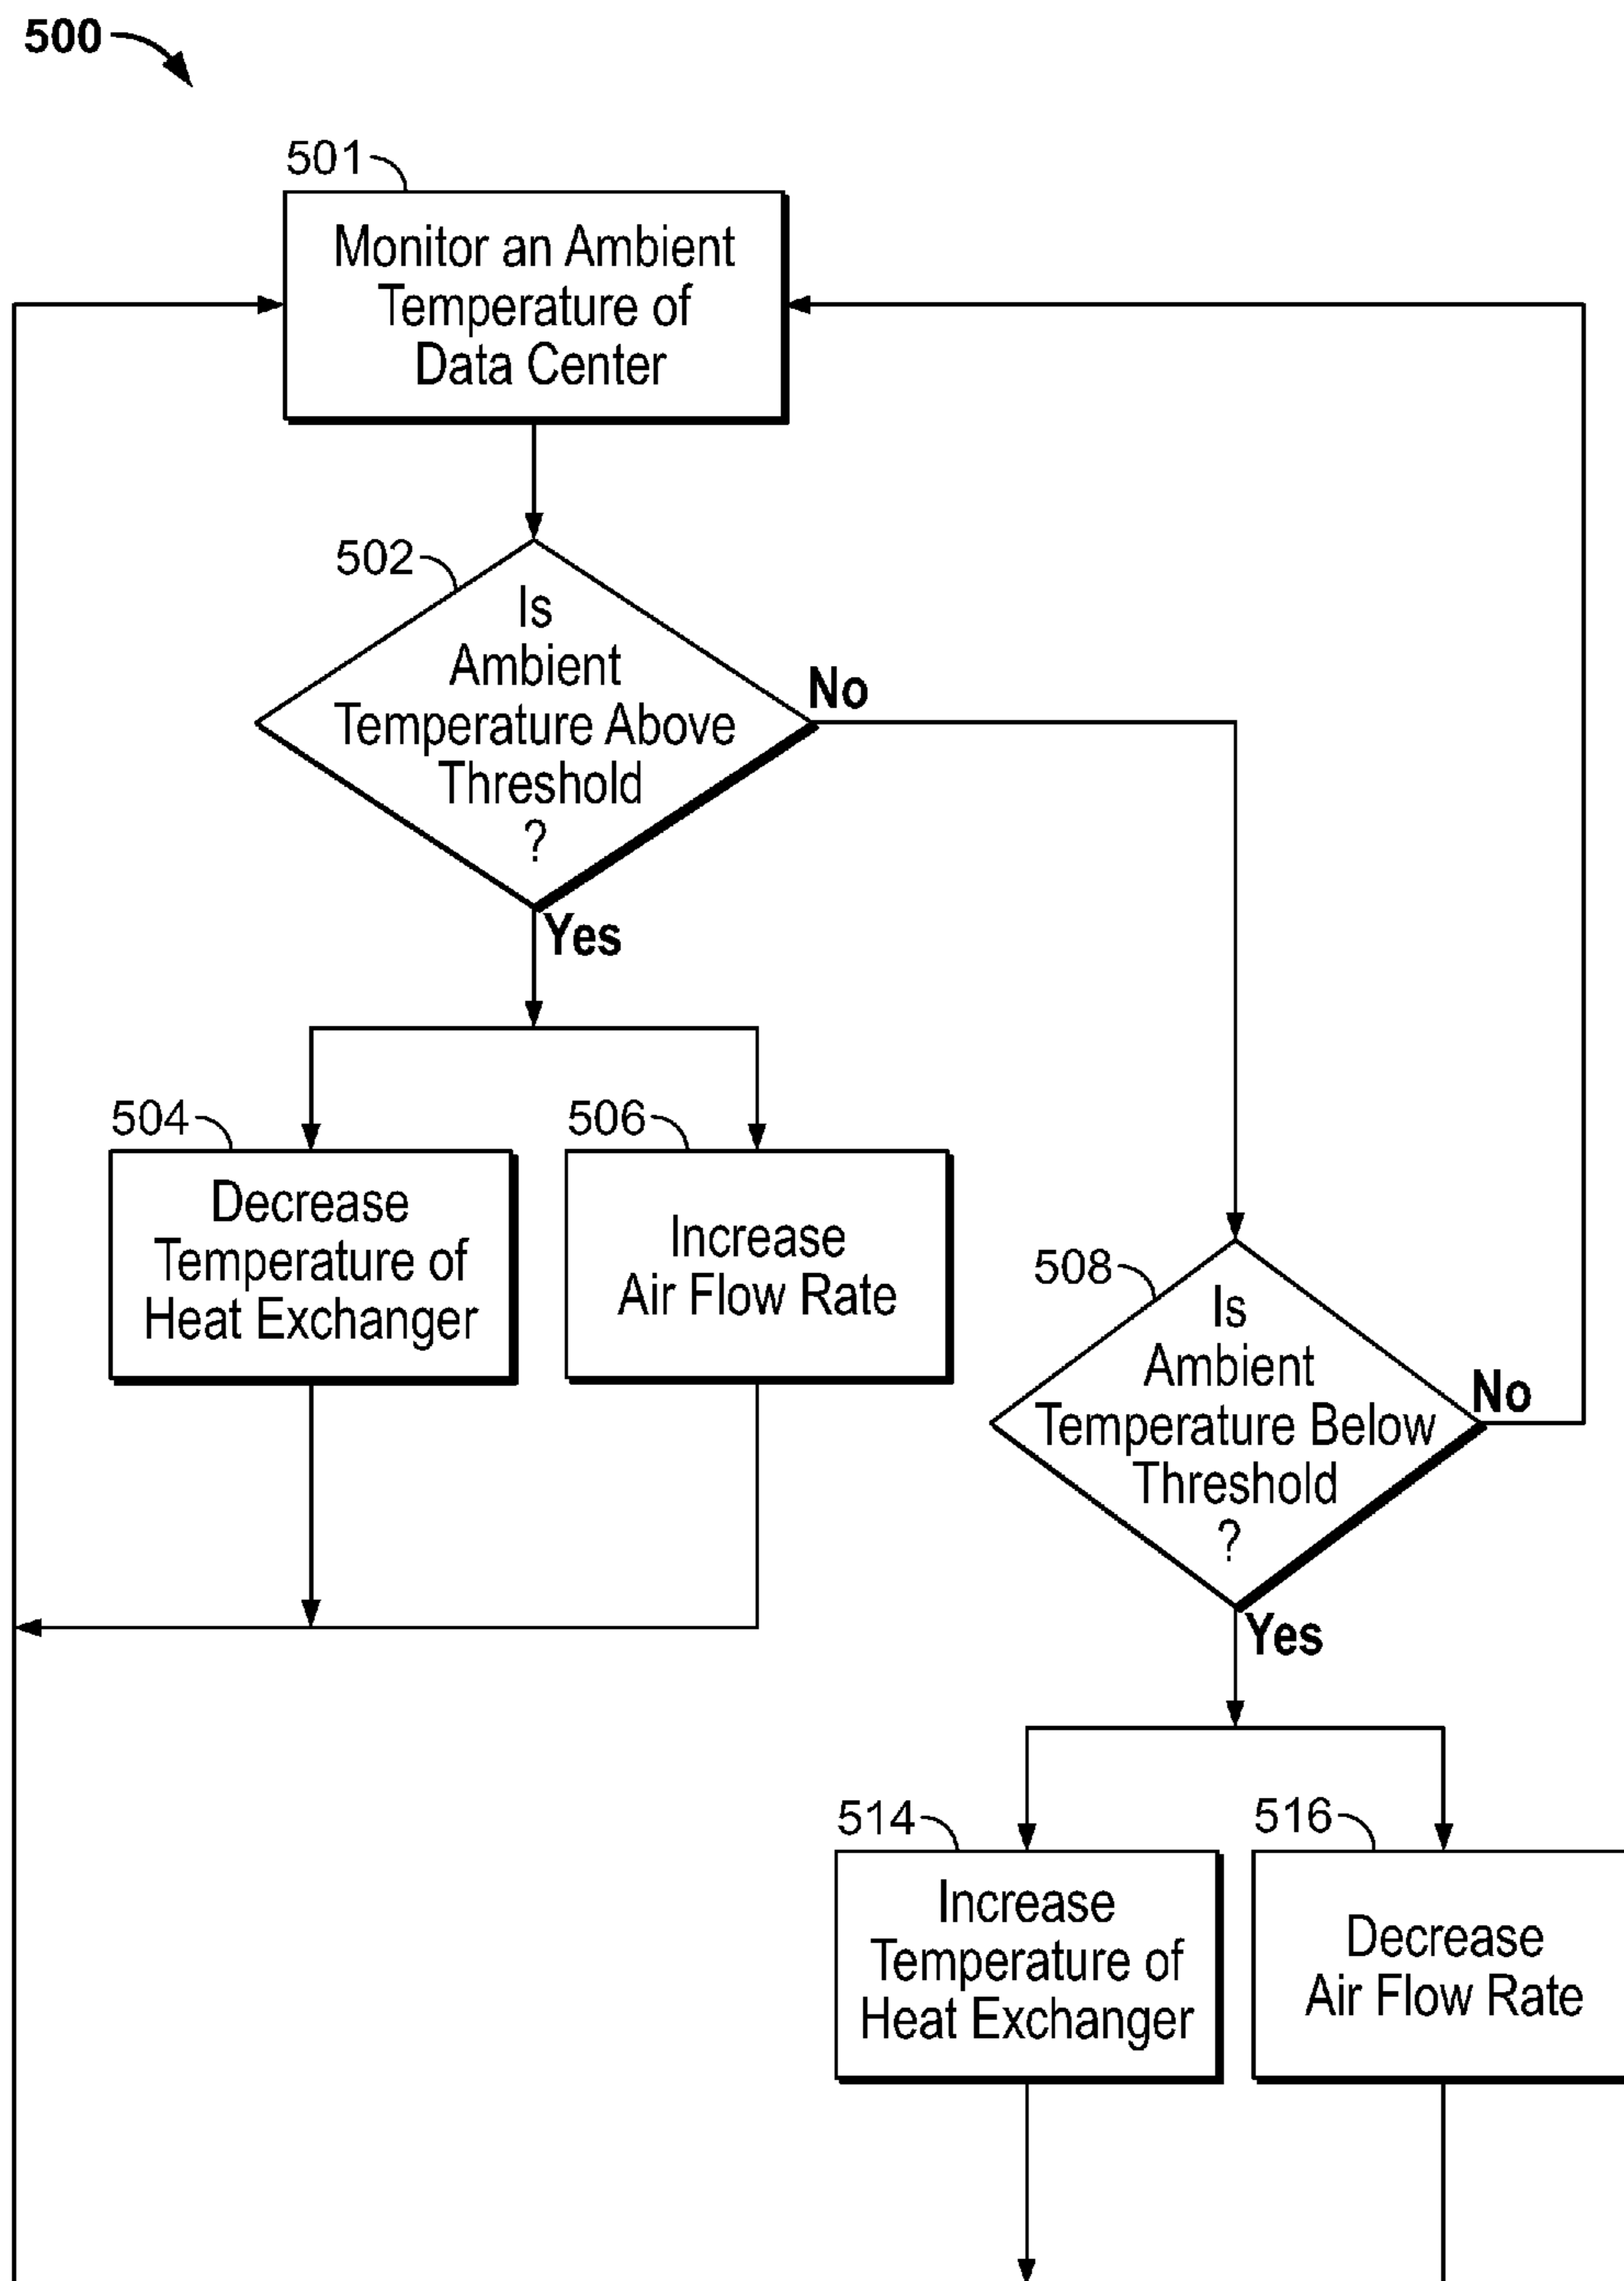 500
501
Monitor an Ambient
Temperature of
Data Center
502
Is
Ambient
Temperature Above
Threshold
?
No
Yes
504
Decrease
Temperature of
Heat Exchanger
506
Increase
Air Flow Rate
508
Is
Ambient
Temperature Below
Threshold
?
No
Yes
514
Increase
Temperature of
Heat Exchanger
516
Decrease
Air Flow Rate